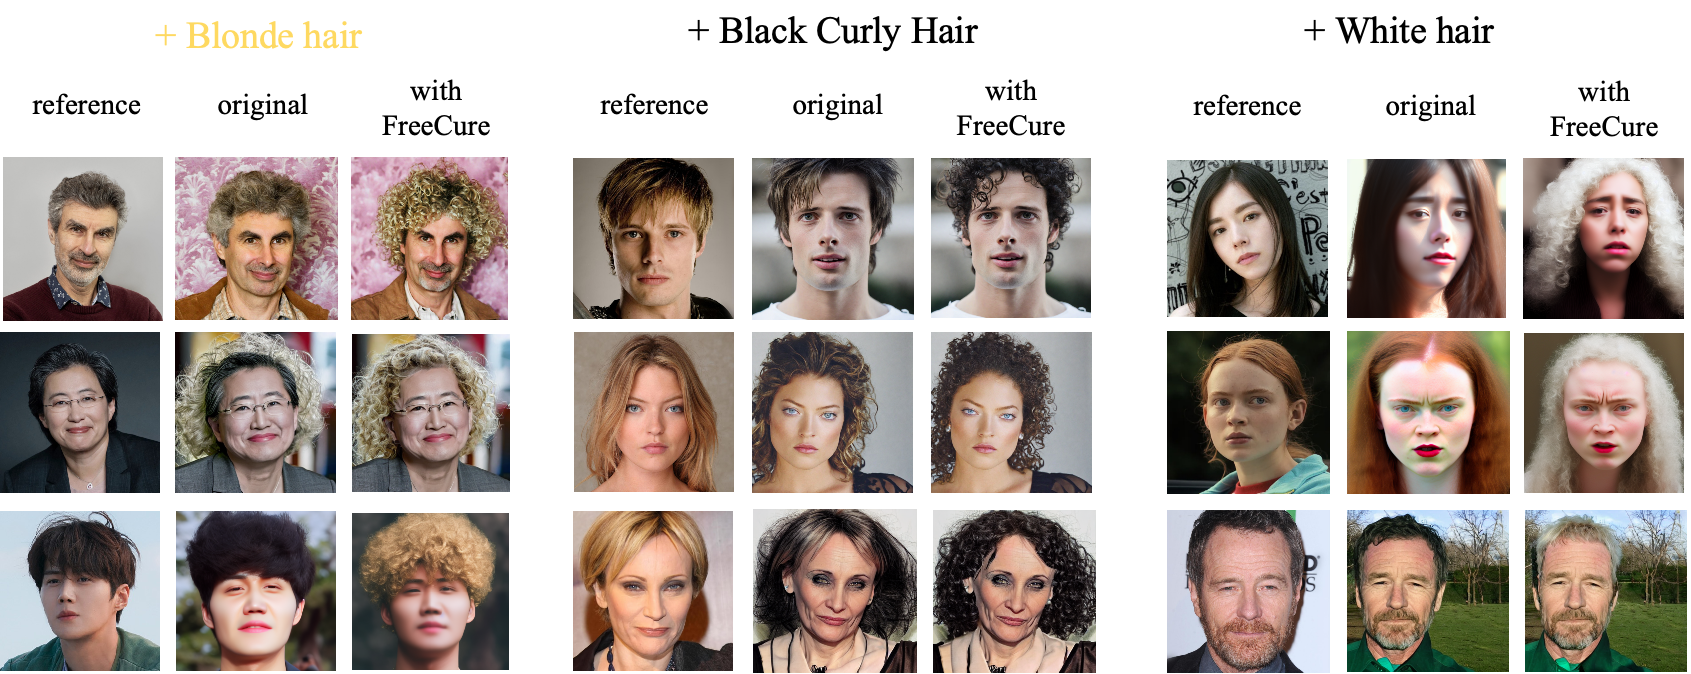 + Blonde hair
+ Black Curly Hair
+ White hair
reference
original
with
FreeCure
reference
original
with
FreeCure
reference
original
with
FreeCure